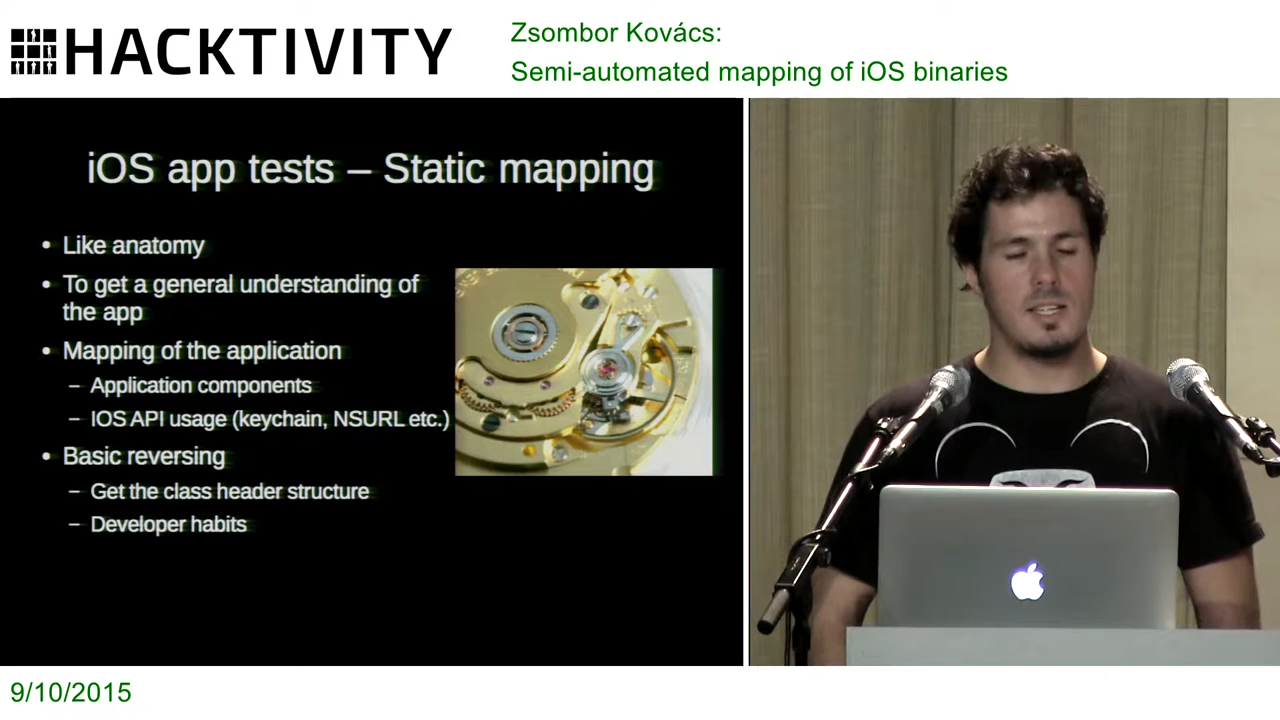 HACKTIVITY
Zsombor Kovács:
Semi-automated mapping of iOS binaries
iOS app tests – Static mapping
• Like anatomy
• To get a general understanding of
the app
• Mapping of the application
– Application components
– IOS API usage (keychain, NSURL etc.)
• Basic reversing
– Get the class header structure
– Developer habits
9/10/2015